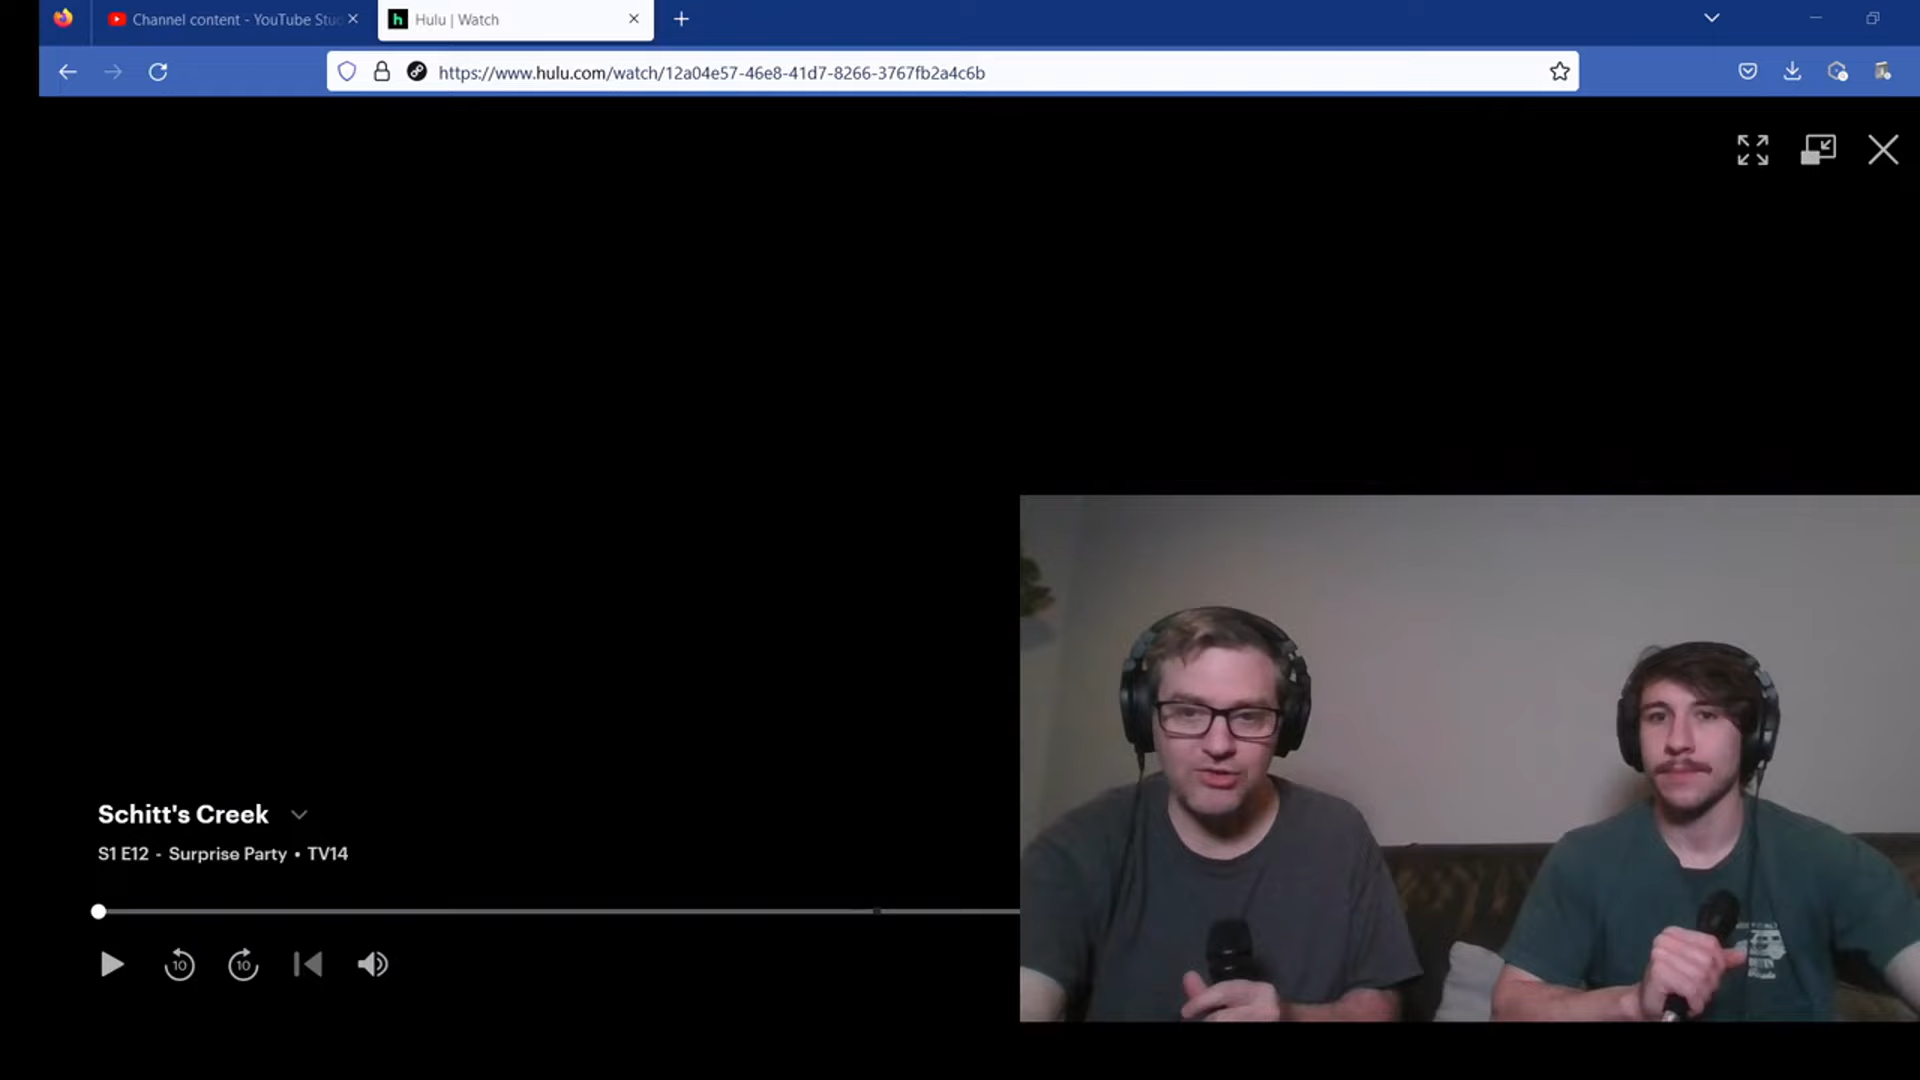 Channel content - YouTube Stu
Hulu | Watch
https://www.hulu.com/watch/12a04e57-46e8-41d7-8266-3767fb2a4c6b
Schitt's Creek
S1 E12 - Surprise Party • TV14
10
10